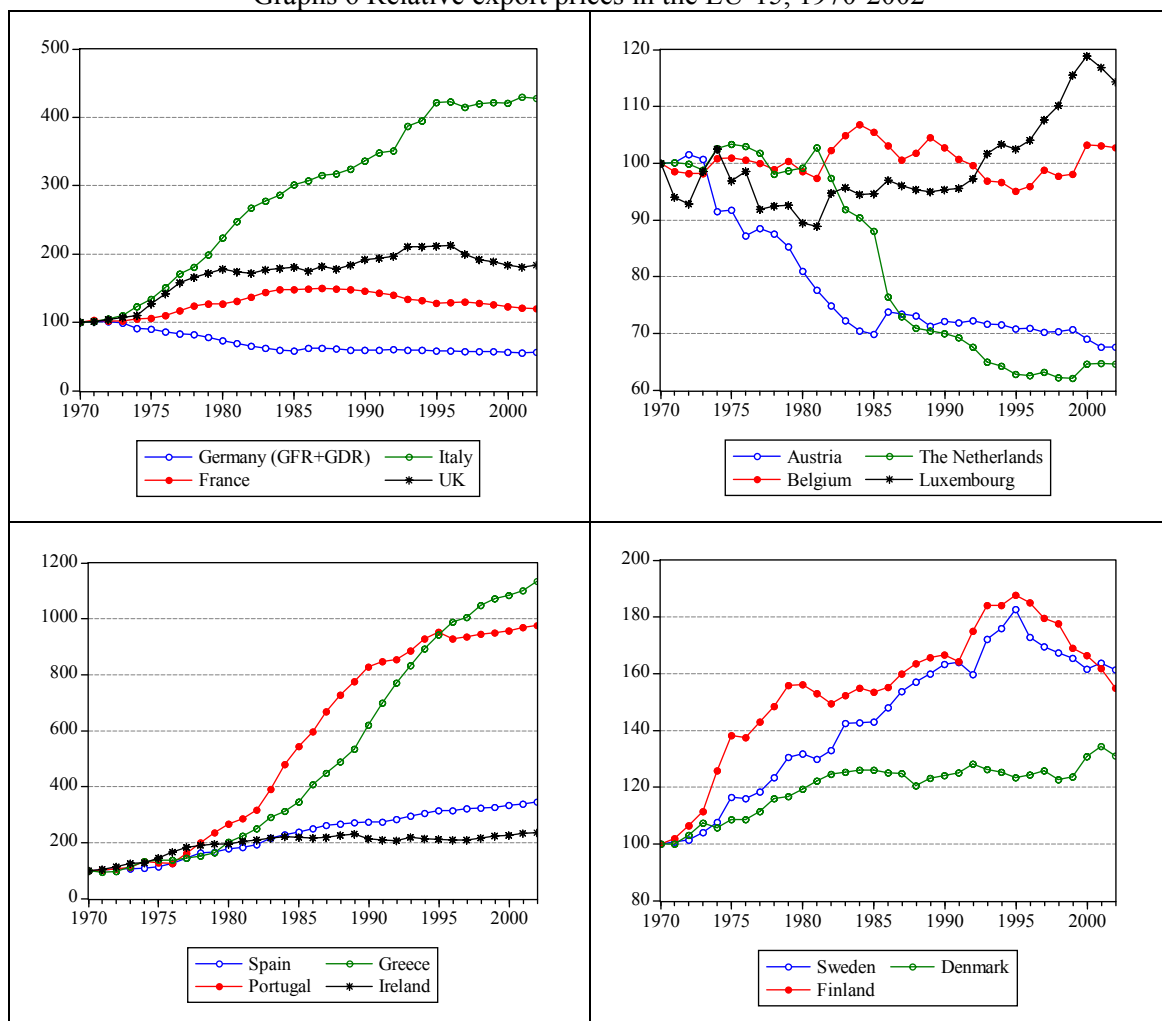 Graphs 6 Relative export prices in the EU-15, 1970-2002
500
400
300
200
100
0
1970 1975 1980 1985 1990 1995 2000
Germany (GFR+GDR) Italy
France UK
120
110
100
90
80
70
60
1970 1975 1980 1985 1990 1995 2000
Austria The Netherlands
Belgium Luxembourg
1200
1000
800
600
400
200
0
1970 1975 1980 1985 1990 1995 2000
Spain Greece
Portugal Ireland
200
180
160
140
120
100
80
1970 1975 1980 1985 1990 1995 2000
Sweden Denmark
Finland